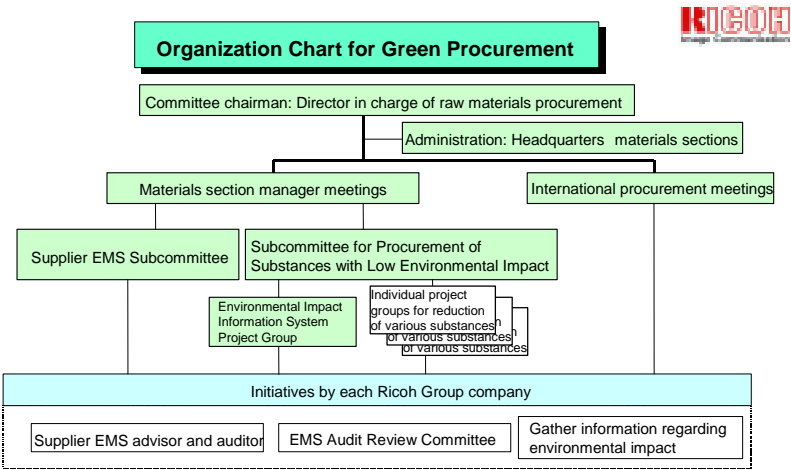 RICOH
Image Communication
Organization Chart for Green Procurement
Committee chairman: Director in charge of raw materials procurement
Administration: Headquarters materials sections
Materials section manager meetings
International procurement meetings
Supplier EMS Subcommittee
Subcommittee for Procurement of
Substances with Low Environmental Impact
Environmental Impact
Information System
Project Group
Individual project
groups for reduction
of various substances
of various substances
of various substances
Initiatives by each Ricoh Group company
Supplier EMS advisor and auditor
EMS Audit Review Committee
Gather information regarding
environmental impact